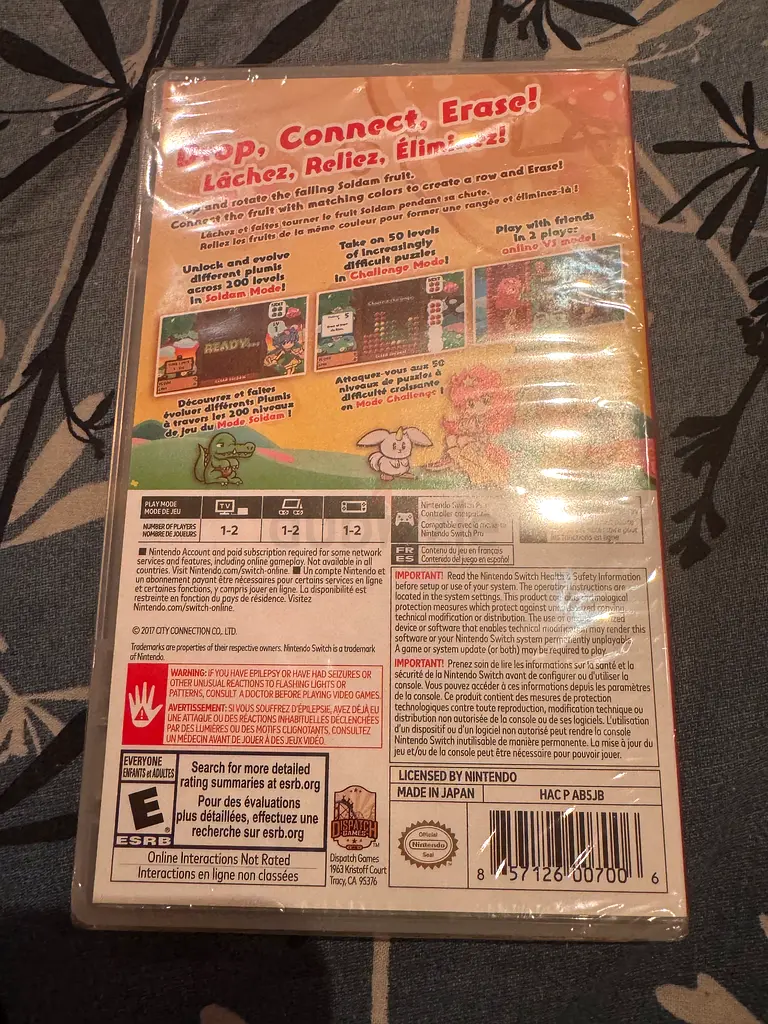 Drop, Connect, Erase!
Lâchez, Reliez, Éliminez!
and rotate the falling Soldam fruit.
Connect the fruit with matching colors to create a row and Erase!
Lâchez et faites tourner le fruit Soldam pendant sa chute.
Reliez les fruits de la même couleur pour former une rangée et éliminez-là !
Unlock and evolve
different plumis
across 200 levels
in Soldam Mode!
Take on 50 levels
of increasingly
difficult puzzles
in Challenge Mode!
Play with friends
in 2 player
online VS mode!
READY
Découvrez et faites
évoluer différents Plumis
à travers les 200 niveaux
de jeu du Mode Soldam !
Attaquez-vous aux 50
niveaux de puzzles à
difficulté croissante
en Mode Challenge !
PLAY MODE
MODE DE JEU
TV
NUMBER OF PLAYERS
NOMBRE DE JOUEURS
1-2
1-2
1-2
Nintendo Switch
Controller compatible
Compatible avec la
Nintendo Switch Pro
FR
ES
Contenu du jeu en français
Contenido del juego en español
■ Nintendo Account and paid subscription required for some network
services and features, including online gameplay. Not available in all
countries. Visit Nintendo.com/switch-online. ■ Un compte Nintendo et
un abonnement payant être nécessaires pour certains services en ligne
et certaines fonctions, y compris jouer en ligne. La disponibilité est
restreinte en fonction du pays de résidence. Visitez
Nintendo.com/switch-online.
© 2017 CITY CONNECTION CO., LTD.
Trademarks are properties of their respective owners. Nintendo Switch is a trademark
of Nintendo.
WARNING: IF YOU HAVE EPILEPSY OR HAVE HAD SEIZURES OR
OTHER UNUSUAL REACTIONS TO FLASHING LIGHTS OR
PATTERNS, CONSULT A DOCTOR BEFORE PLAYING VIDEO GAMES.
AVERTISSEMENT: SI VOUS SOUFFREZ D'ÉPILEPSIE, AVEZ DÉJÀ EU
UNE ATTAQUE OU DES RÉACTIONS INHABITUELLES DÉCLENCHÉES
PAR DES LUMIÈRES OU DES MOTIFS CLIGNOTANTS, CONSULTEZ
UN MÉDECIN AVANT DE JOUER À DES JEUX VIDÉO.
IMPORTANT! Read the Nintendo Switch Health & Safety Information
before setup or use of your system. The operating instructions are
located in the system settings. This product contains technological
protection measures which protect against unauthorized copying,
technical modification or distribution. The use of an unauthorized
device or software that enables technical modification may render this
software or your Nintendo Switch system permanently unplayable.
A game or system update (or both) may be required to play.
IMPORTANT! Prenez soin de lire les informations sur la santé et la
sécurité de la Nintendo Switch avant de configurer ou d'utiliser la
console. Vous pouvez accéder à ces informations depuis les paramètres
de la console. Ce produit contient des mesures de protection
technologiques contre toute reproduction, modification technique ou
distribution non autorisée de la console ou de ses logiciels. L'utilisation
d'un dispositif ou d'un logiciel non autorisé peut rendre la console
Nintendo Switch inutilisable de manière permanente. La mise à jour du
jeu et/ou de la console peut être nécessaire pour pouvoir jouer.
EVERYONE
ENFANTS et ADULTES
E
ESRB
Search for more detailed
rating summaries at esrb.org
Pour des évaluations
plus détaillées, effectuez une
recherche sur esrb.org
Online Interactions Not Rated
Interactions en ligne non classées
DISPATCH
GAMES
Dispatch Games
1963 Kristoff Court
Tracy, CA 95376
LICENSED BY NINTENDO
MADE IN JAPAN
HAC P AB5JB
Official
Nintendo
Seal
8 57126 00700 6